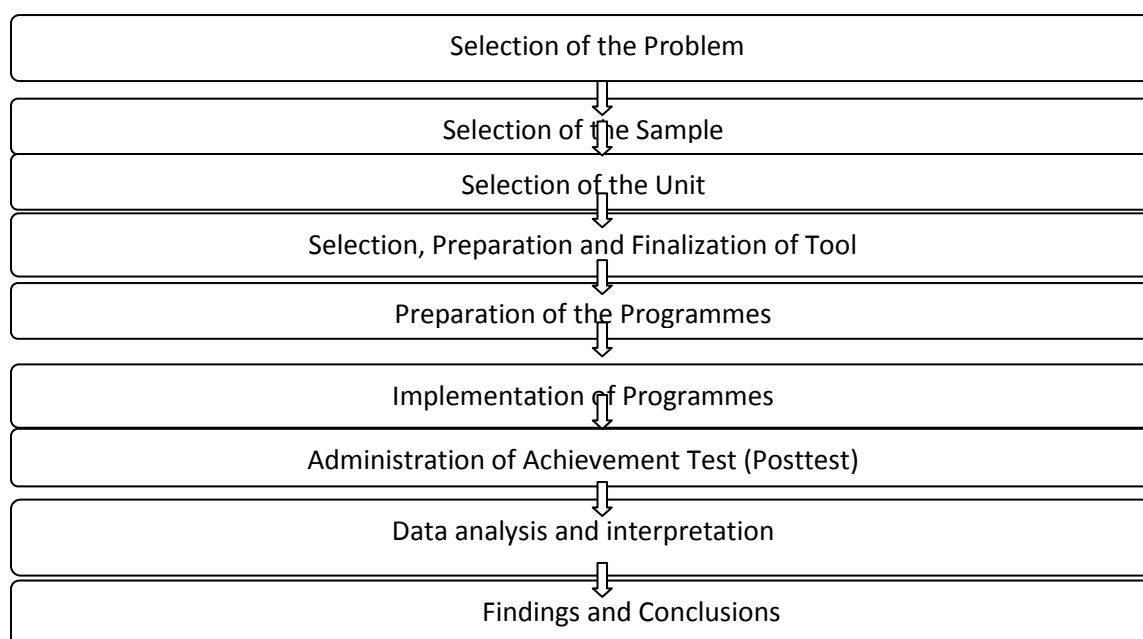 Selection of the Problem
Selection of the Sample
Selection of the Unit
Selection, Preparation and Finalization of Tool
Preparation of the Programmes
Implementation of Programmes
Administration of Achievement Test (Posttest)
Data analysis and interpretation
Findings and Conclusions